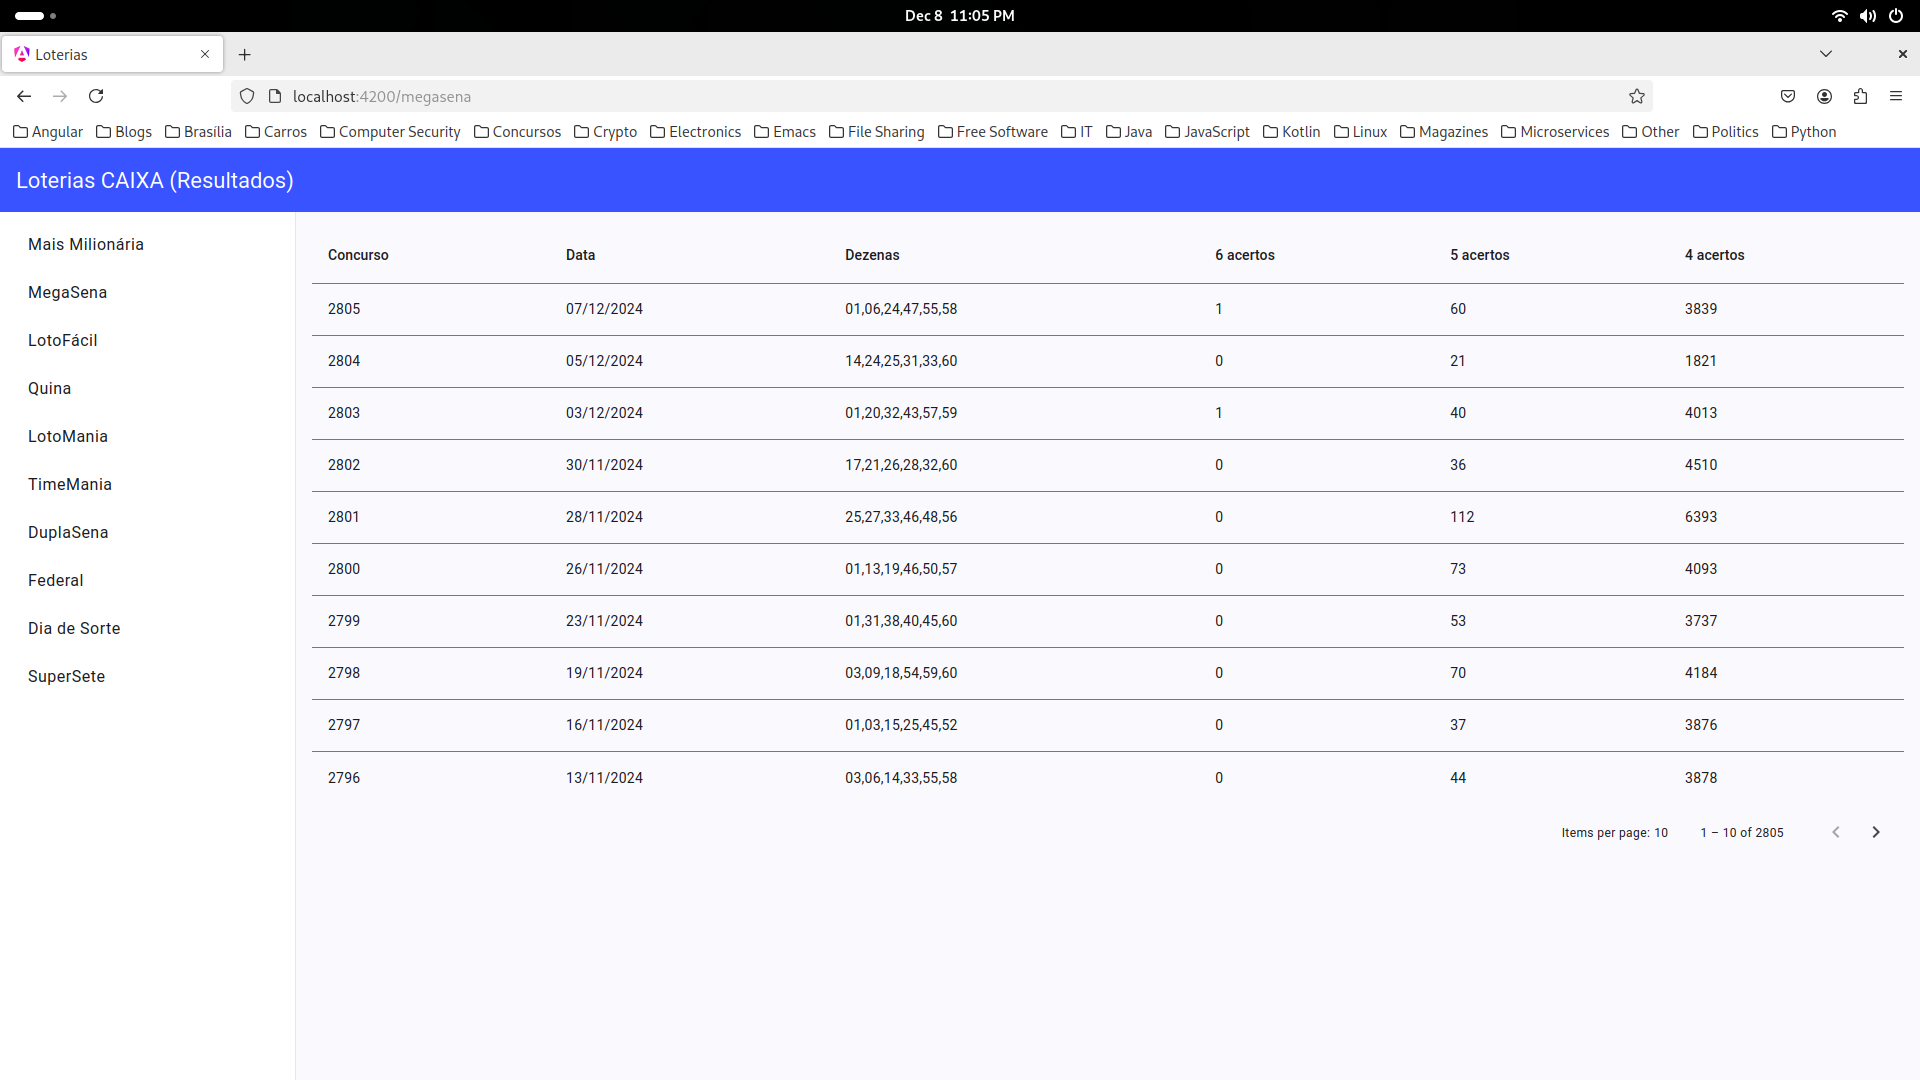 Dec 8 11:05 PM
Loterias
localhost:4200/megasena
Angular Blogs Brasília Carros Computer Security Concursos Crypto Electronics Emacs File Sharing Free Software IT Java JavaScript Kotlin Linux Magazines Microservices Other Politics Python
Loterias CAIXA (Resultados)
Mais Milionária
MegaSena
LotoFácil
Quina
LotoMania
TimeMania
DuplaSena
Federal
Dia de Sorte
SuperSete
Concurso Data Dezenas 6 acertos 5 acertos 4 acertos
2805 07/12/2024 01,06,24,47,55,58 1 60 3839
2804 05/12/2024 14,24,25,31,33,60 0 21 1821
2803 03/12/2024 01,20,32,43,57,59 1 40 4013
2802 30/11/2024 17,21,26,28,32,60 0 36 4510
2801 28/11/2024 25,27,33,46,48,56 0 112 6393
2800 26/11/2024 01,13,19,46,50,57 0 73 4093
2799 23/11/2024 01,31,38,40,45,60 0 53 3737
2798 19/11/2024 03,09,18,54,59,60 0 70 4184
2797 16/11/2024 01,03,15,25,45,52 0 37 3876
2796 13/11/2024 03,06,14,33,55,58 0 44 3878
Items per page: 10 1 – 10 of 2805